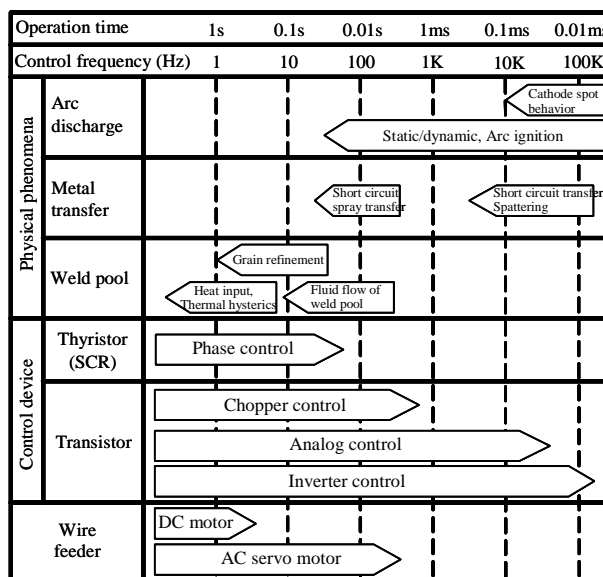 Operation time 1s 0.1s 0.01s 1ms 0.1ms 0.01ms
Control frequency (Hz) 1 10 100 1K 10K 100K
Physical phenomena
Arc
discharge
Cathode spot
behavior
Static/dynamic, Arc ignition
Metal
transfer
Short circuit
spray transfer
Short circuit transfer
Spattering
Weld pool
Grain refinement
Heat input,
Thermal hysterics
Fluid flow of
weld pool
Control device
Thyristor
(SCR)
Phase control
Transistor
Chopper control
Analog control
Inverter control
Wire
feeder
DC motor
AC servo motor